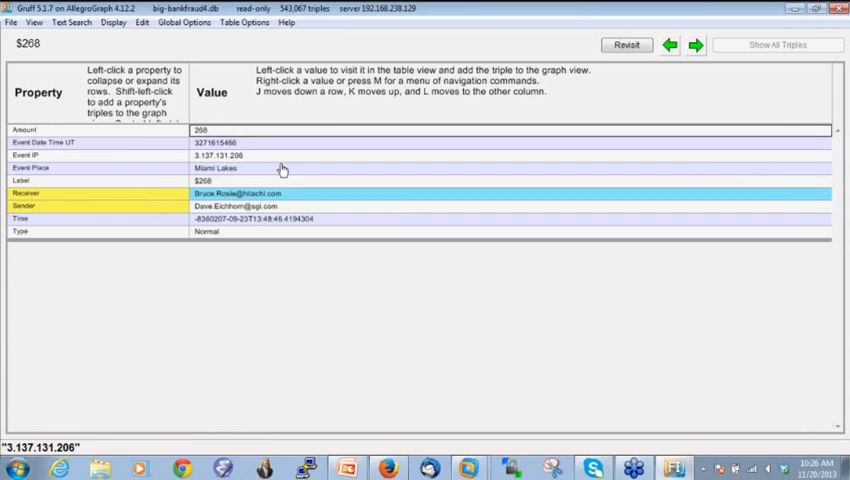 Gruff 5.1.7 on AllegroGraph 4.12.2 big-bankfraud4.db read-only 543,067 triples server 192.168.238.129
File View Text Search Display Edit Global Options Table Options Help
$268 Revisit Show All Triples
Property
Left-click a property to
collapse or expand its
rows. Shift-left-click
to add a property's
triples to the graph
Value
Left-click a value to visit it in the table view and add the triple to the graph view.
Right-click a value or press M for a menu of navigation commands.
J moves down a row, K moves up, and L moves to the other column.
Amount 268
Event Date Time UT 3271615466
Event IP 3.137.131.206
Event Place Miami Lakes
Label $268
Receiver Bruce.Rosie@hitachi.com
Sender Dave.Eichhorn@sgi.com
Time -8360207-09-23T13:48:46.4194304
Type Normal
"3.137.131.206"
10:26 AM
11/20/2013